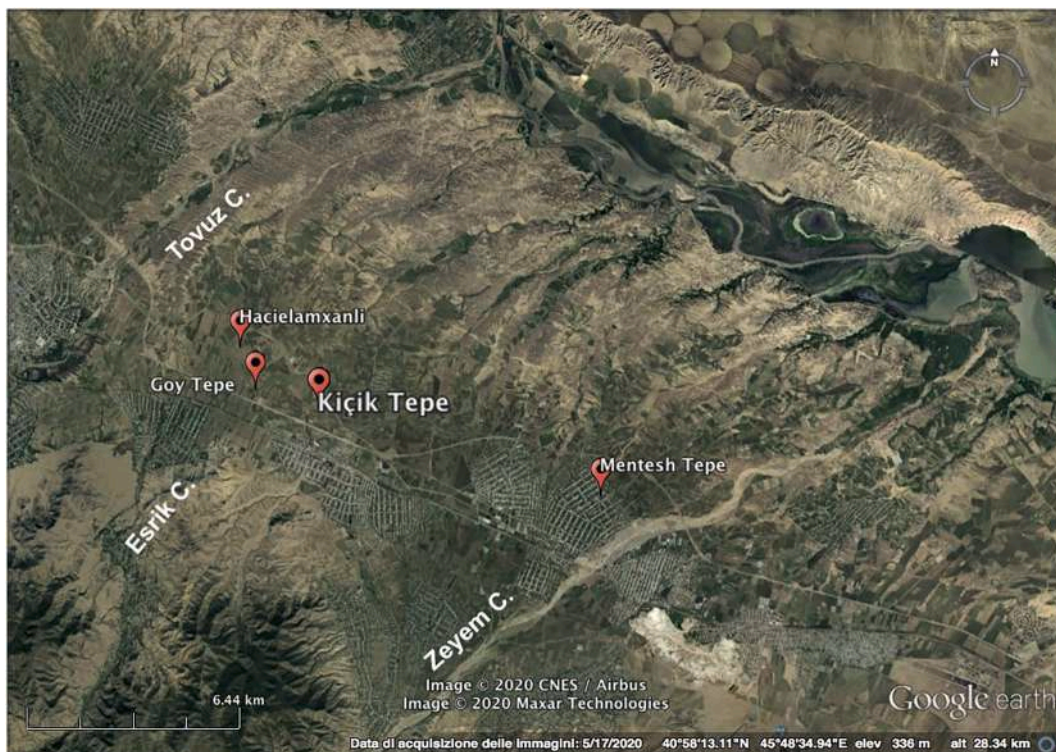 N
Tovuz C.
Hacielamxanli
Goy Tepe
Kiçik Tepe
Mentesh Tepe
Esrik C.
Zeyem C.
6.44 km
Image © 2020 CNES / Airbus
Image © 2020 Maxar Technologies
Google earth
Data di acquisizione delle immagini: 5/17/2020 40°58'13.11"N 45°48'34.94"E elev 336 m alt 28.34 km